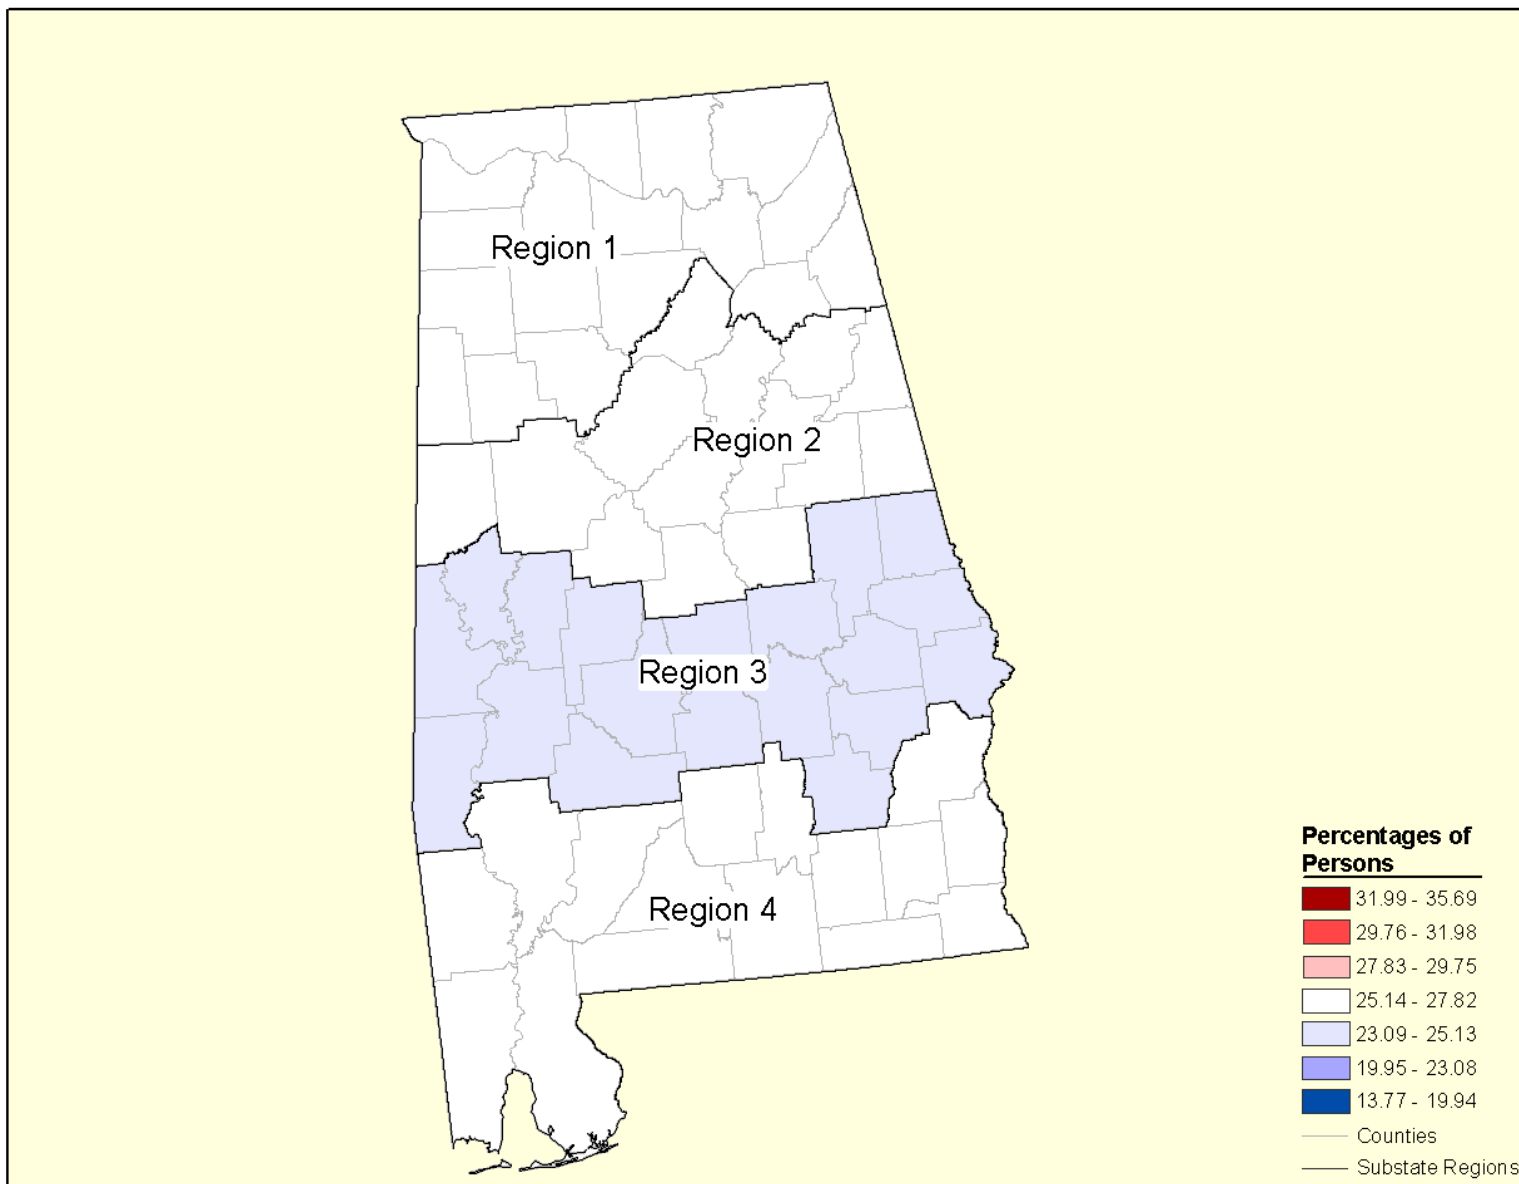 Region 1
Region 2
Region 3
Region 4
Percentages of
Persons
31.99 - 35.69
29.76 - 31.98
27.83 - 29.75
25.14 - 27.82
23.09 - 25.13
19.95 - 23.08
13.77 - 19.94
Counties
Substate Regions